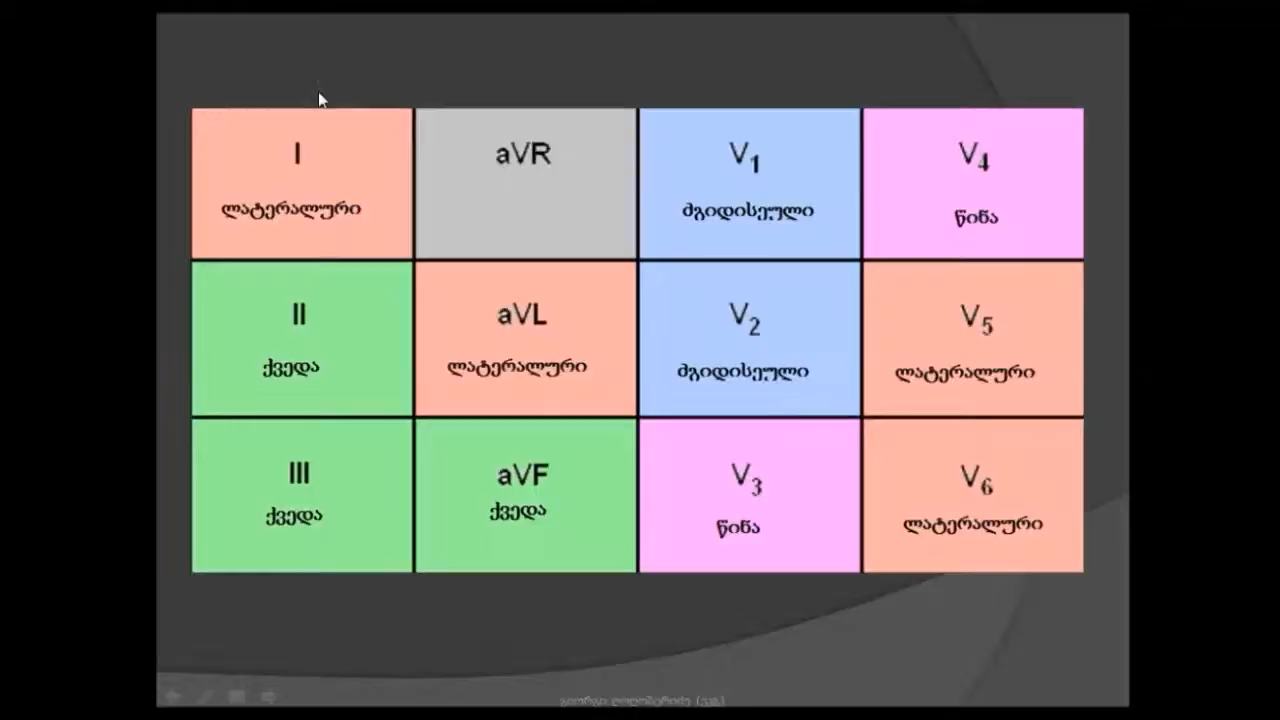 I
ლატერალური
aVR
V1
ძგიდისეული
V4
წინა
II
ქვედა
aVL
ლატერალური
V2
ძგიდისეული
V5
ლატერალური
III
ქვედა
aVF
ქვედა
V3
წინა
V6
ლატერალური
გიორგი